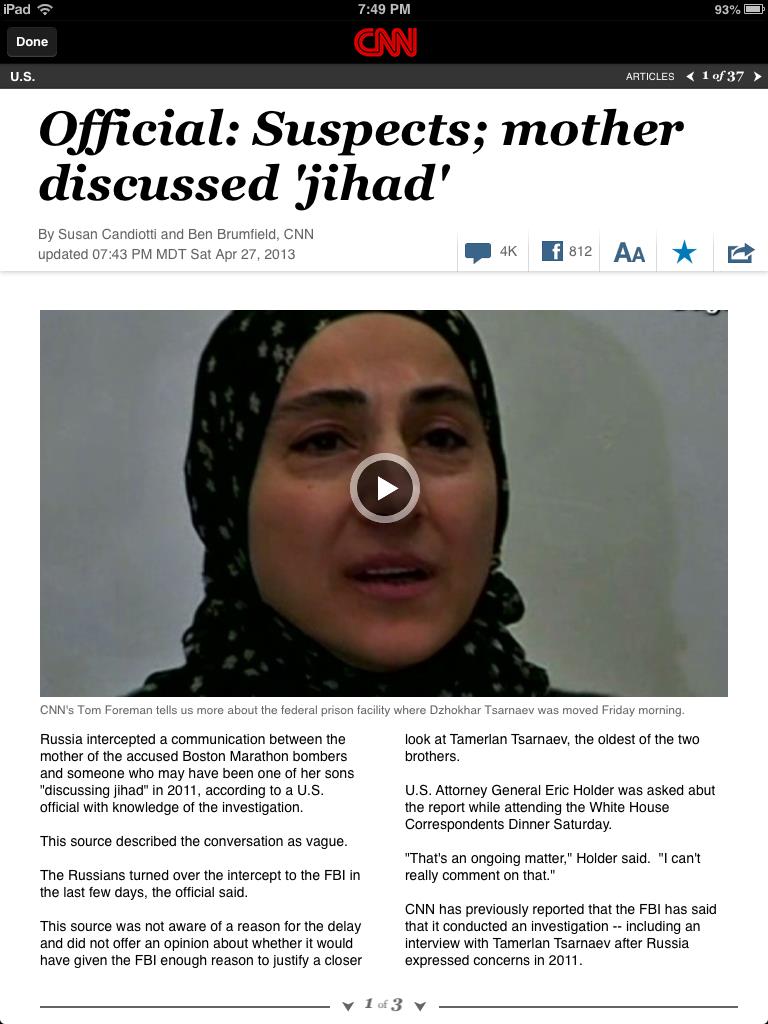 iPad 7:49 PM 93%
Done CNN
U.S. ARTICLES 1 of 37
Official: Suspects; mother
discussed 'jihad'
By Susan Candiotti and Ben Brumfield, CNN
updated 07:43 PM MDT Sat Apr 27, 2013
4K f 812 AA
CNN's Tom Foreman tells us more about the federal prison facility where Dzhokhar Tsarnaev was moved Friday morning.
Russia intercepted a communication between the
mother of the accused Boston Marathon bombers
and someone who may have been one of her sons
"discussing jihad" in 2011, according to a U.S.
official with knowledge of the investigation.
This source described the conversation as vague.
The Russians turned over the intercept to the FBI in
the last few days, the official said.
This source was not aware of a reason for the delay
and did not offer an opinion about whether it would
have given the FBI enough reason to justify a closer
look at Tamerlan Tsarnaev, the oldest of the two
brothers.
U.S. Attorney General Eric Holder was asked abut
the report while attending the White House
Correspondents Dinner Saturday.
"That's an ongoing matter," Holder said. "I can't
really comment on that."
CNN has previously reported that the FBI has said
that it conducted an investigation -- including an
interview with Tamerlan Tsarnaev after Russia
expressed concerns in 2011.
1 of 3